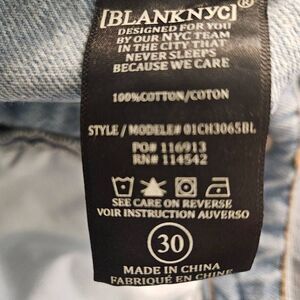 [BLANKNYC]®
DESIGNED FOR YOU
BY OUR NYC TEAM
IN THE CITY THAT
NEVER SLEEPS
BECAUSE WE CARE
100%COTTON/COTON
STYLE / MODELE# 01CH3065BL
PO# 116913
RN# 114542
SEE CARE ON REVERSE
VOIR INSTRUCTION AUVERSO
30
MADE IN CHINA
FABRIQUÉ EN CHINE